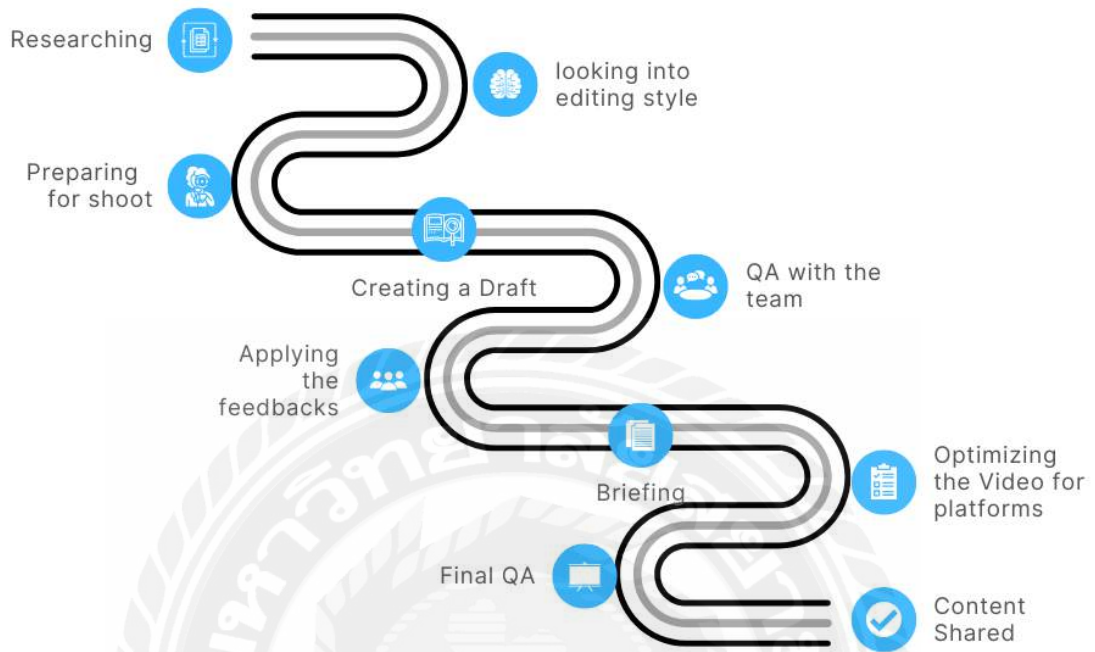 Researching
looking into
editing style
Preparing
for shoot
Creating a Draft
QA with the
team
Applying
the
feedbacks
Briefing
Optimizing
the Video for
platforms
Final QA
Content
Shared